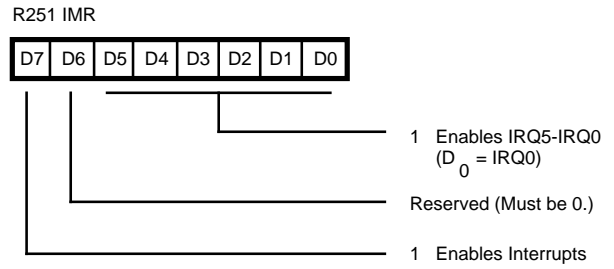 R251 IMR
D7 D6 D5 D4 D3 D2 D1 D0
1 Enables IRQ5-IRQ0
(D0 = IRQ0)
Reserved (Must be 0.)
1 Enables Interrupts